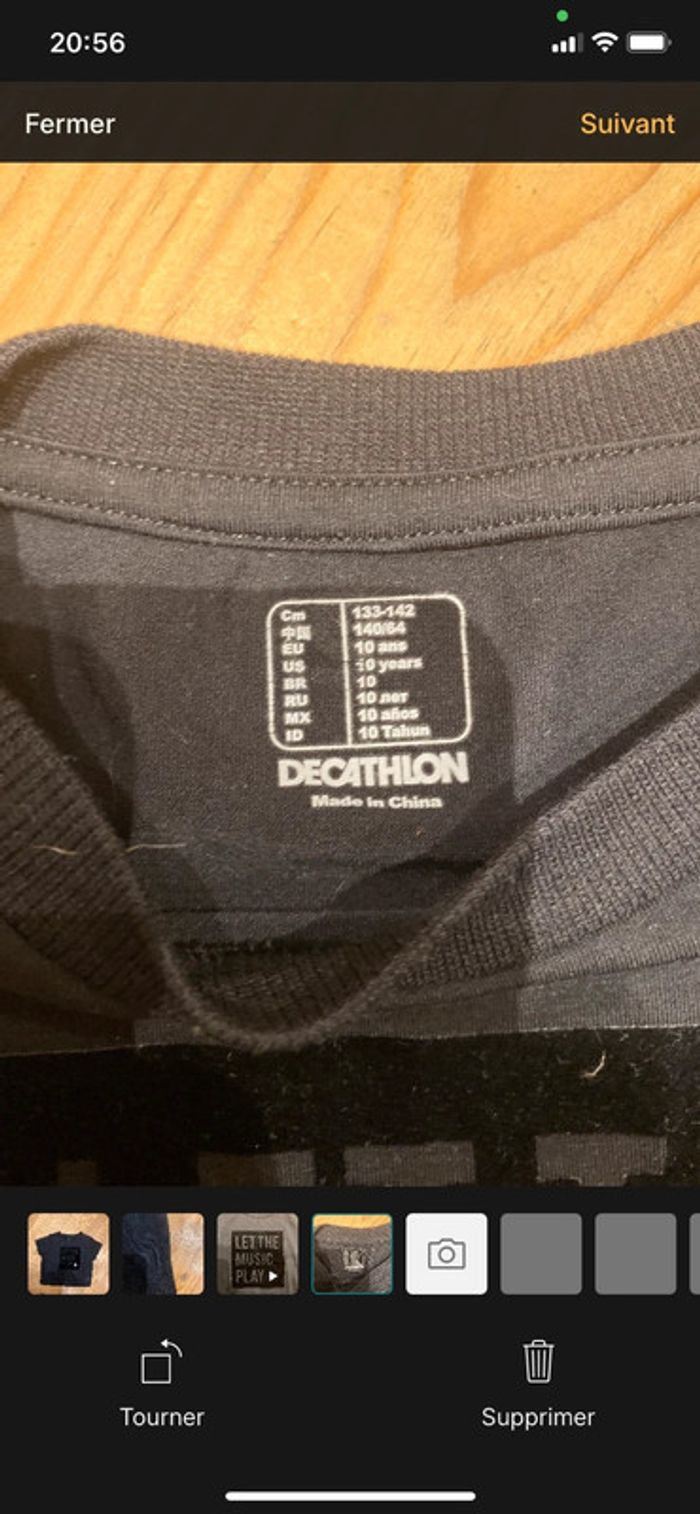 20:56
Fermer Suivant
Cm 133-142
中国 140/64
EU 10 ans
US 10 years
BR 10
RU 10 лет
MX 10 años
ID 10 Tahun
DECATHLON
Made in China
LET THE
MUSIC
PLAY
Tourner Supprimer